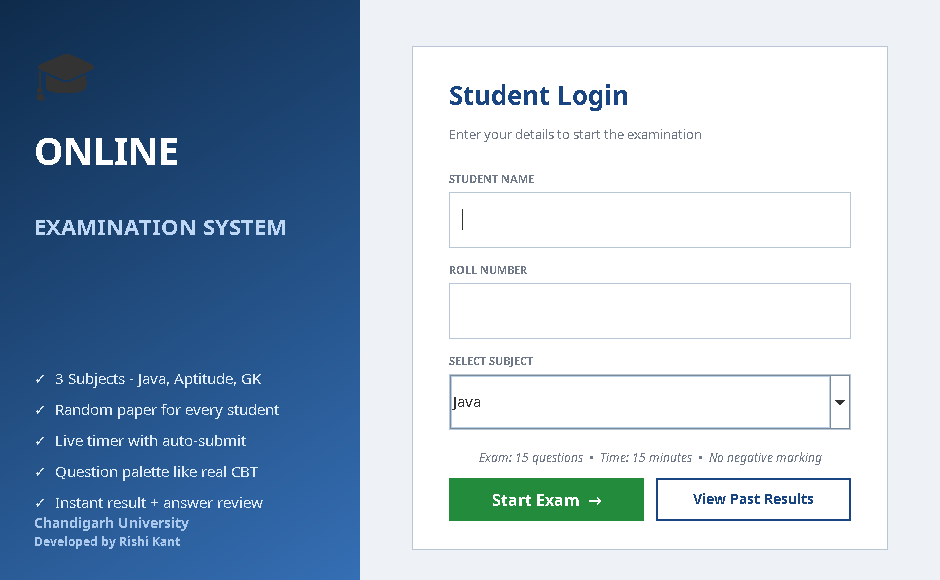 ONLINE
EXAMINATION SYSTEM
✓ 3 Subjects - Java, Aptitude, GK
✓ Random paper for every student
✓ Live timer with auto-submit
✓ Question palette like real CBT
✓ Instant result + answer review
Chandigarh University
Developed by Rishi Kant
Student Login
Enter your details to start the examination
STUDENT NAME
ROLL NUMBER
SELECT SUBJECT
Java
Exam: 15 questions • Time: 15 minutes • No negative marking
Start Exam →
View Past Results